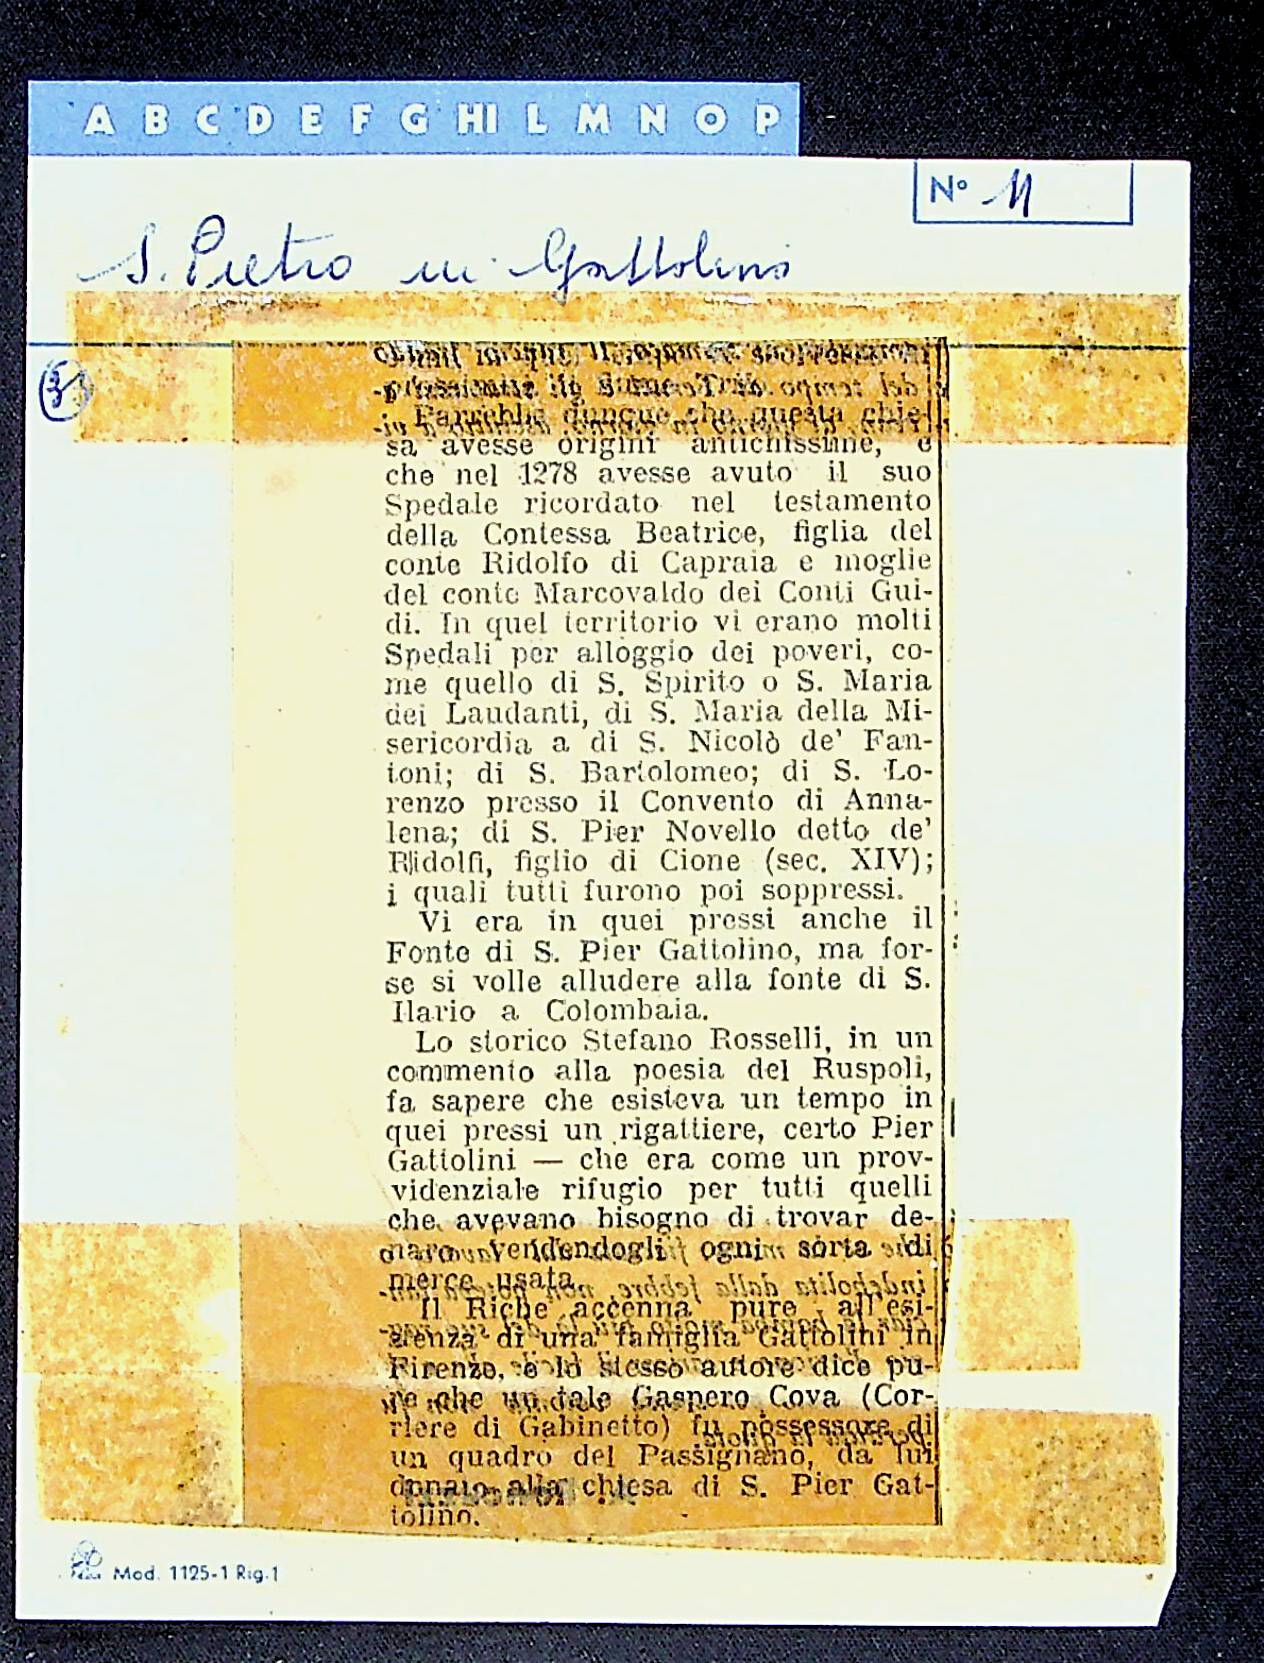 A B C D E F G HI L M N O P
N° 11
S. Pietro in Gattolino
3
Parrebbe dunque che questa chie-
sa avesse origini antichissime, e
che nel 1278 avesse avuto il suo
Spedale ricordato nel testamento
della Contessa Beatrice, figlia del
conte Ridolfo di Capraia e moglie
del conte Marcovaldo dei Conti Gui-
di. In quel territorio vi erano molti
Spedali per alloggio dei poveri, co-
me quello di S. Spirito o S. Maria
dei Laudanti, di S. Maria della Mi-
sericordia a di S. Nicolò de' Fan-
toni; di S. Bartolomeo; di S. Lo-
renzo presso il Convento di Anna-
lena; di S. Pier Novello detto de'
Ridolfi, figlio di Cione (sec. XIV);
i quali tutti furono poi soppressi.
Vi era in quei pressi anche il
Fonte di S. Pier Gattolino, ma for-
se si volle alludere alla fonte di S.
Ilario a Colombaia.
Lo storico Stefano Rosselli, in un
commento alla poesia del Ruspoli,
fa sapere che esisteva un tempo in
quei pressi un rigattiere, certo Pier
Gattolini — che era come un prov-
videnziale rifugio per tutti quelli
che avevano bisogno di trovar de-
naro vendendogli ogni sorta di
merce usata.
Il Riche accenna pure all'esi-
stenza di una famiglia Gattolini in
Firenze, e lo stesso autore dice pu-
re che un tale Gaspero Cova (Cor-
riere di Gabinetto) fu possessore di
un quadro del Passignano, da lui
donato alla chiesa di S. Pier Gat-
tolino.
Mod. 1125-1 Rig.1